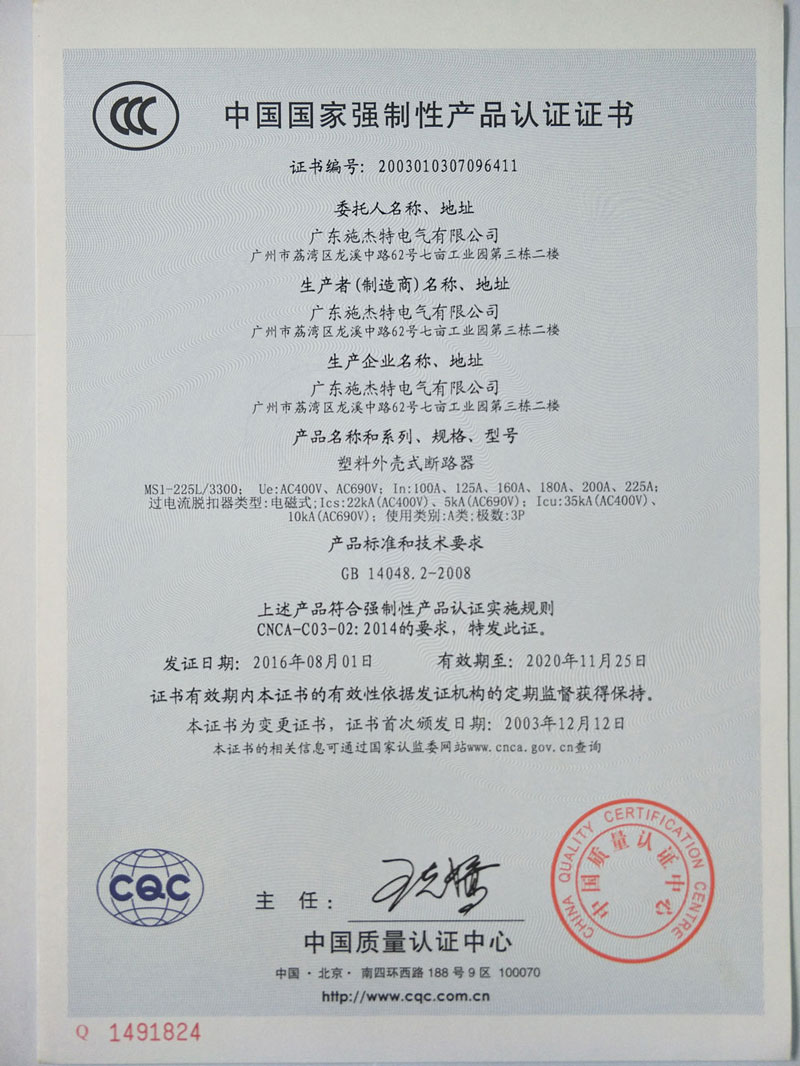 CCC
中国国家强制性产品认证证书
证书编号: 2003010307096411
委托人名称、地址
广东施杰特电气有限公司
广州市荔湾区龙溪中路62号七亩工业园第三栋二楼
生产者(制造商)名称、地址
广东施杰特电气有限公司
广州市荔湾区龙溪中路62号七亩工业园第三栋二楼
生产企业名称、地址
广东施杰特电气有限公司
广州市荔湾区龙溪中路62号七亩工业园第三栋二楼
产品名称和系列、规格、型号
塑料外壳式断路器
MS1-225L/3300; Ue:AC400V、AC690V; In:100A、125A、160A、180A、200A、225A;
过电流脱扣器类型:电磁式;Ics:22kA(AC400V)、5kA(AC690V); Icu:35kA(AC400V)、
10kA(AC690V); 使用类别:A类;极数:3P
产品标准和技术要求
GB 14048.2-2008
上述产品符合强制性产品认证实施规则
CNCA-C03-02:2014的要求，特发此证。
发证日期: 2016年08月01日 有效期至: 2020年11月25日
证书有效期内本证书的有效性依据发证机构的定期监督获得保持。
本证书为变更证书，证书首次颁发日期: 2003年12月12日
本证书的相关信息可通过国家认监委网站www.cnca.gov.cn查询
CQC
主 任:
CHINA QUALITY CERTIFICATION CENTRE
中国质量认证中心
中国质量认证中心
中国·北京·南四环西路188号9区 100070
http://www.cqc.com.cn
Q 1491824